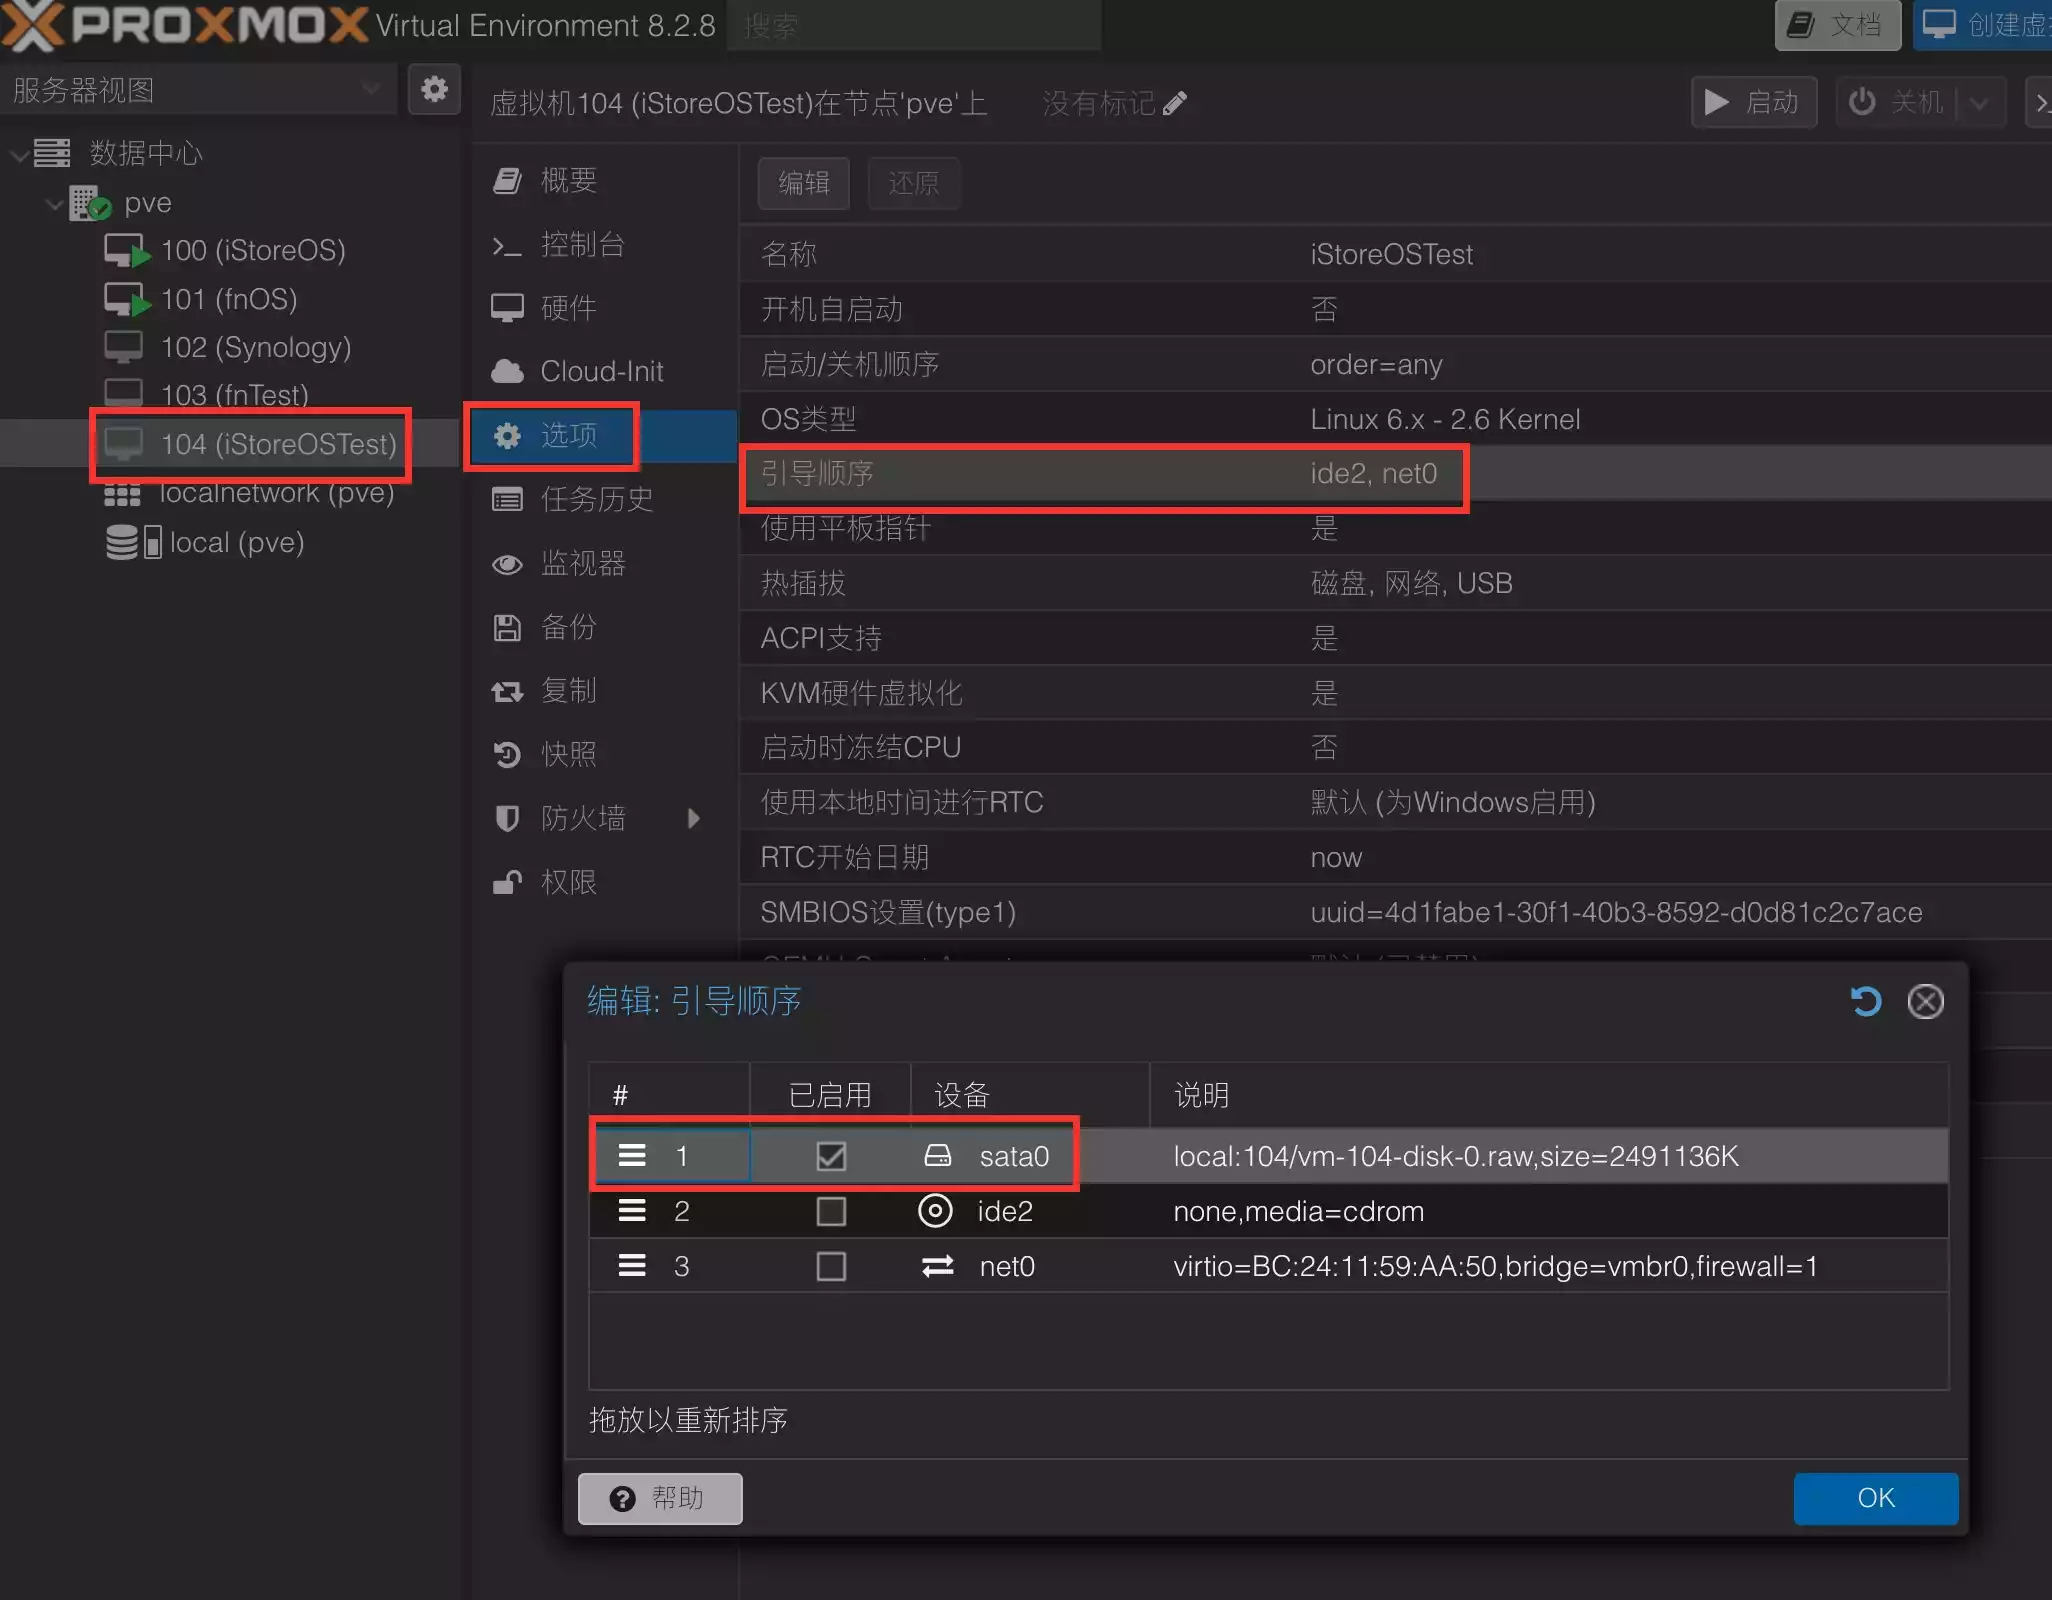 PROXMOX Virtual Environment 8.2.8 搜索 文档
服务器视图
虚拟机104 (iStoreOSTest)在节点'pve'上 没有标记 启动 关机
数据中心
pve
100 (iStoreOS)
101 (fnOS)
102 (Synology)
103 (fnTest)
104 (iStoreOSTest)
localnetwork (pve)
local (pve)
概要
控制台
硬件
Cloud-Init
选项
任务历史
监视器
备份
复制
快照
防火墙
权限
编辑 还原
名称 iStoreOSTest
开机自启动 否
启动/关机顺序 order=any
OS类型 Linux 6.x - 2.6 Kernel
引导顺序 ide2, net0
使用平板指针 是
热插拔 磁盘, 网络, USB
ACPI支持 是
KVM硬件虚拟化 是
启动时冻结CPU 否
使用本地时间进行RTC 默认 (为Windows启用)
RTC开始日期 now
SMBIOS设置(type1) uuid=4d1fabe1-30f1-40b3-8592-d0d81c2c7ace
编辑: 引导顺序
# 已启用 设备 说明
1 sata0 local:104/vm-104-disk-0.raw,size=2491136K
2 ide2 none,media=cdrom
3 net0 virtio=BC:24:11:59:AA:50,bridge=vmbr0,firewall=1
拖放以重新排序
帮助 OK